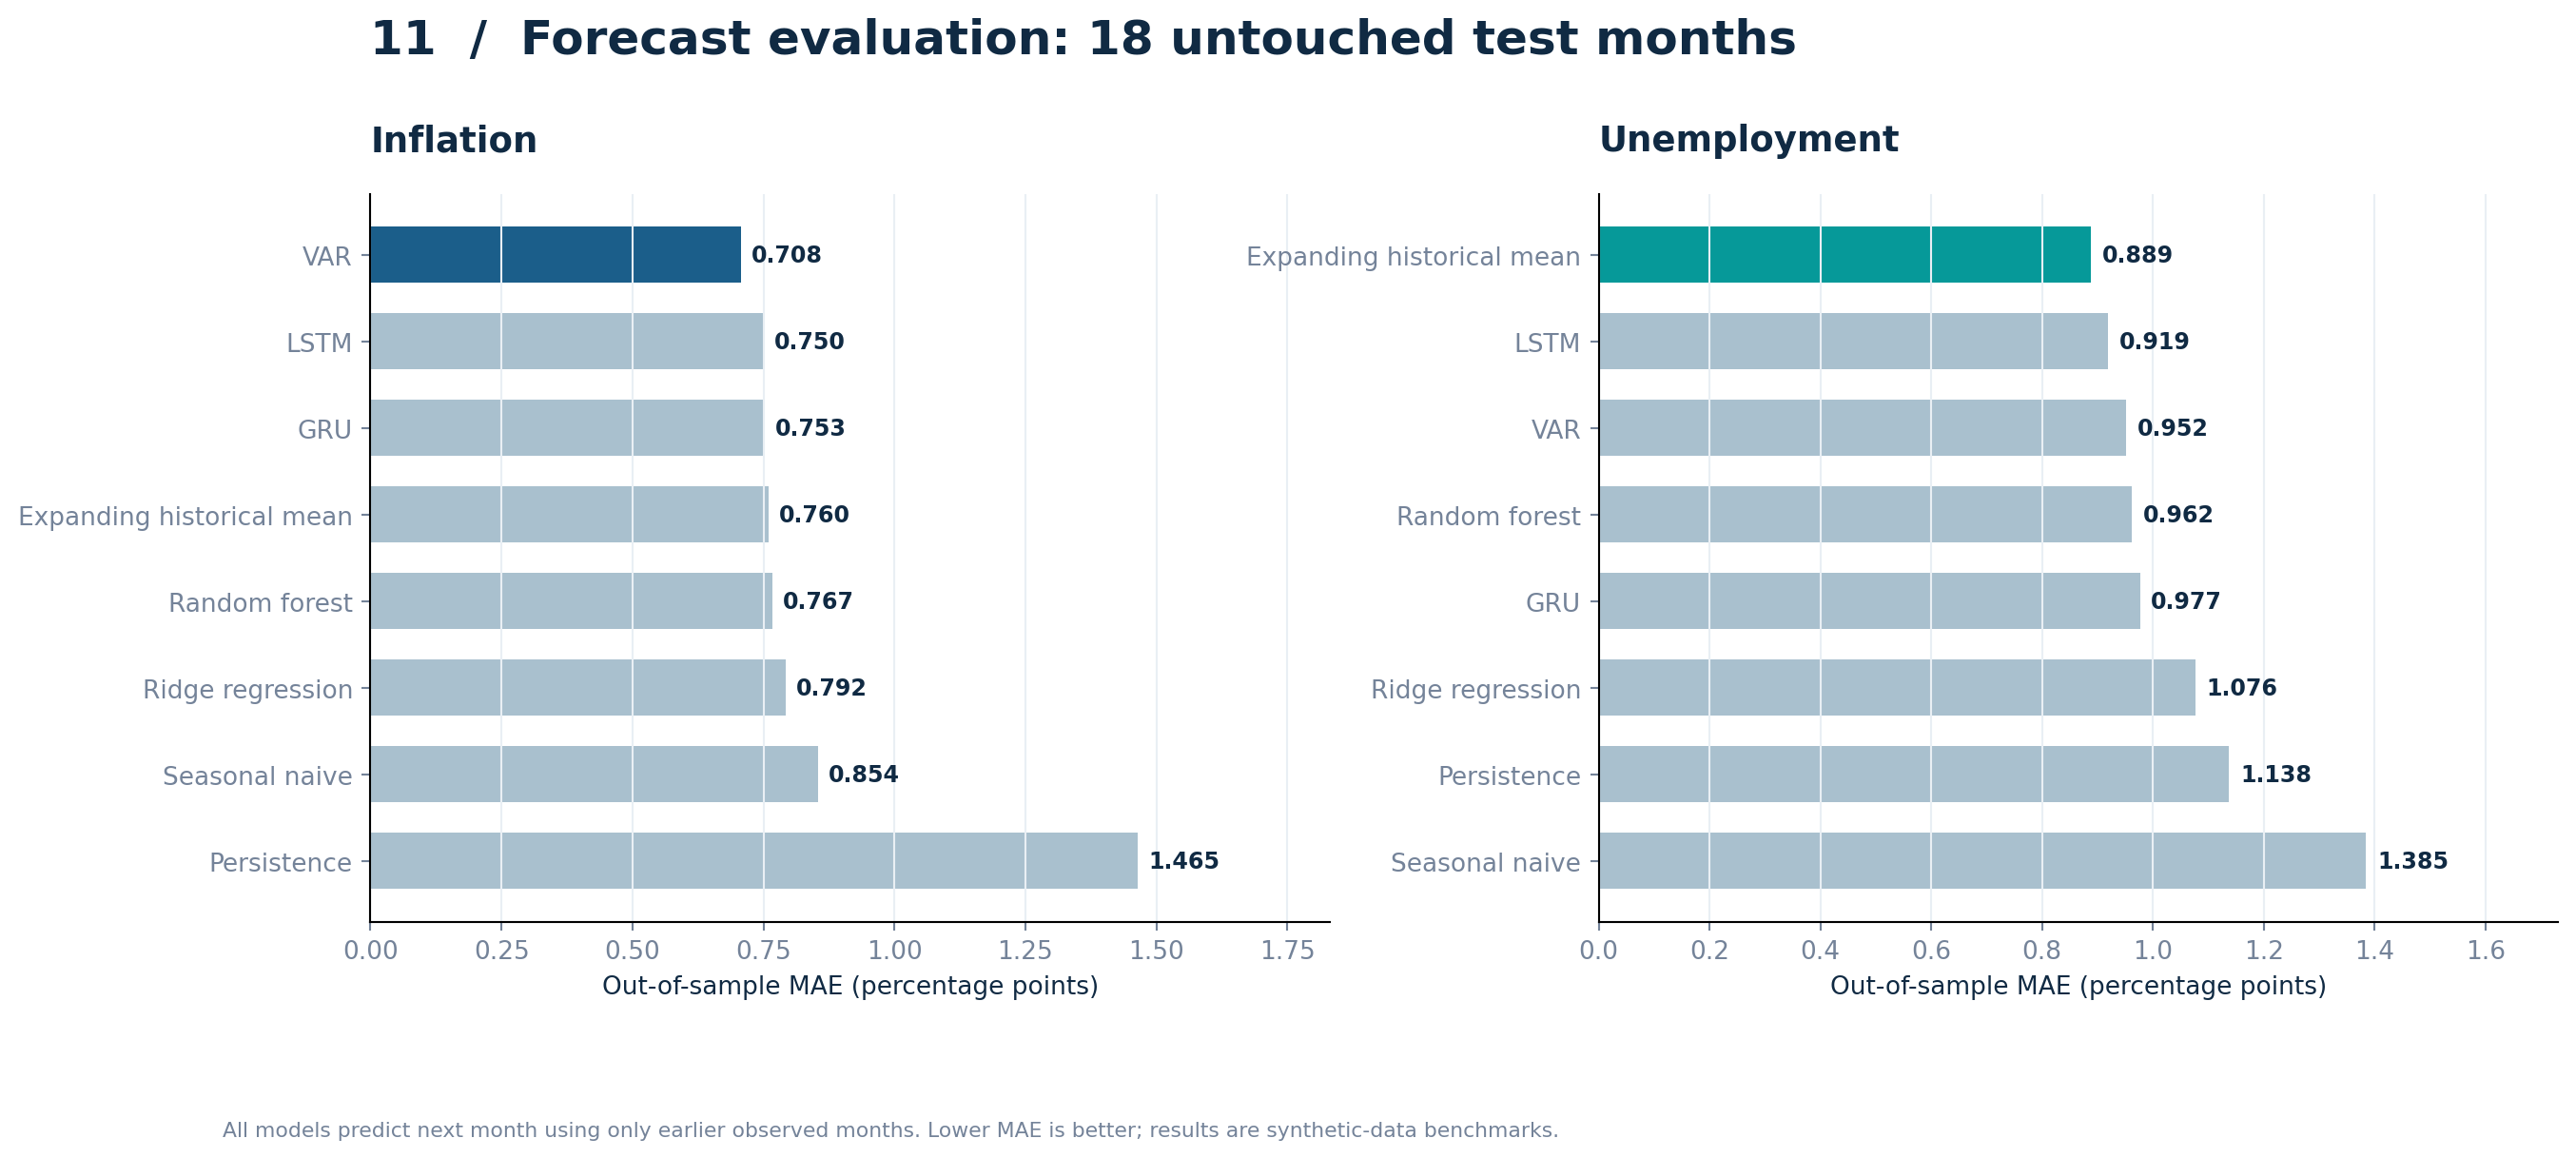 11 / Forecast evaluation: 18 untouched test months
Inflation
VAR 0.708
LSTM 0.750
GRU 0.753
Expanding historical mean 0.760
Random forest 0.767
Ridge regression 0.792
Seasonal naive 0.854
Persistence 1.465
0.00 0.25 0.50 0.75 1.00 1.25 1.50 1.75
Out-of-sample MAE (percentage points)
Unemployment
Expanding historical mean 0.889
LSTM 0.919
VAR 0.952
Random forest 0.962
GRU 0.977
Ridge regression 1.076
Persistence 1.138
Seasonal naive 1.385
0.0 0.2 0.4 0.6 0.8 1.0 1.2 1.4 1.6
Out-of-sample MAE (percentage points)
All models predict next month using only earlier observed months. Lower MAE is better; results are synthetic-data benchmarks.